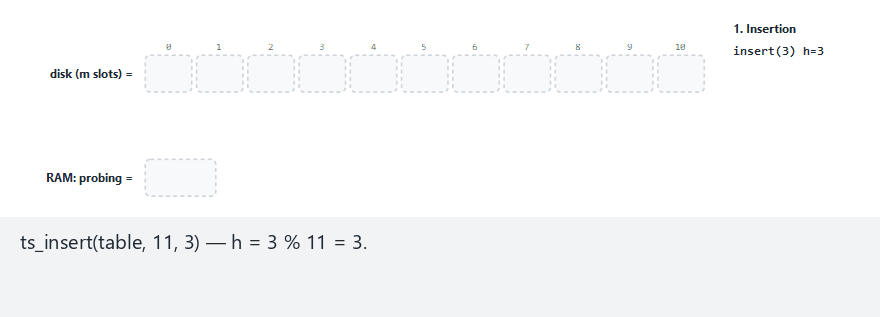 1. Insertion
insert(3) h=3
0 1 2 3 4 5 6 7 8 9 10
disk (m slots) =
RAM: probing =
ts_insert(table, 11, 3) — h = 3 % 11 = 3.